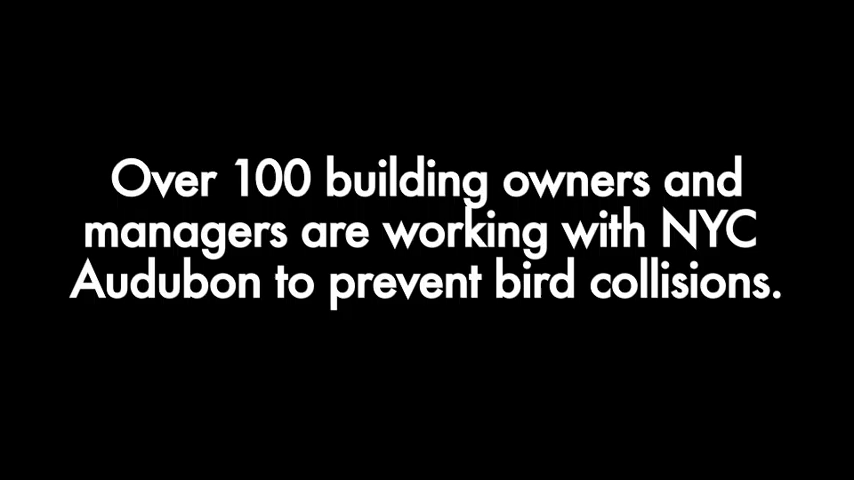 Over 100 building owners and
managers are working with NYC
Audubon to prevent bird collisions.